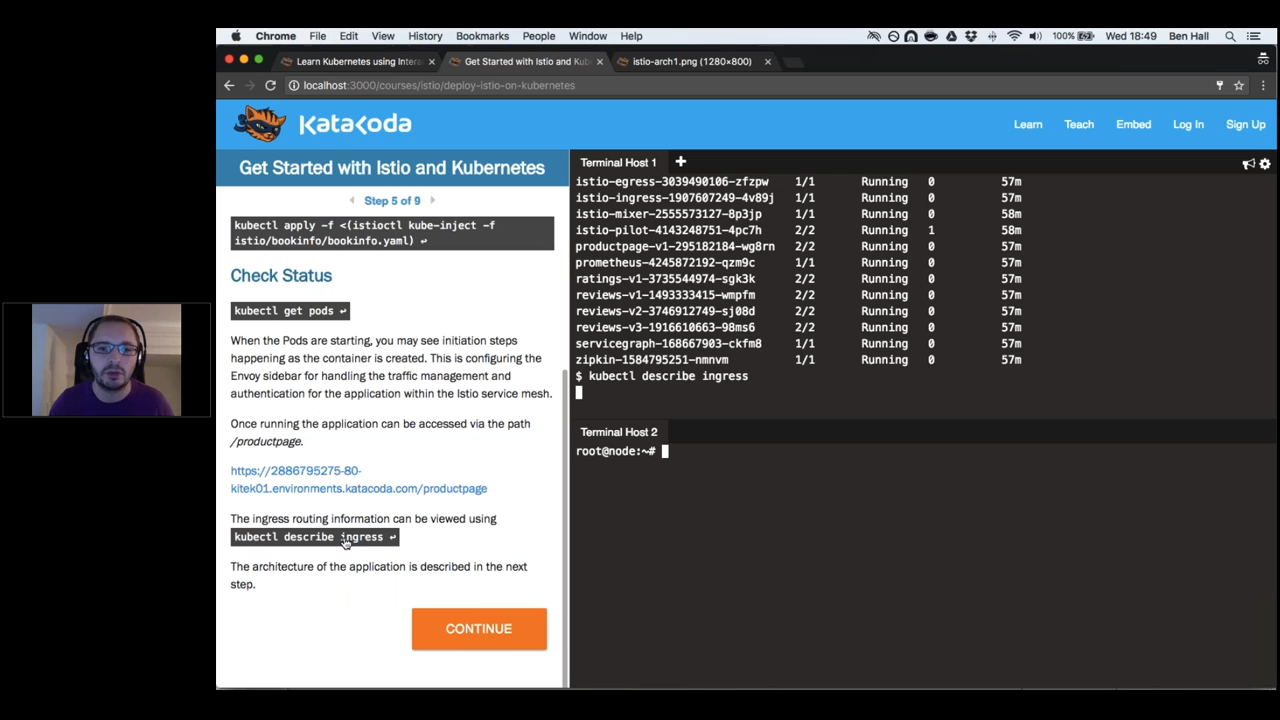 Chrome File Edit View History Bookmarks People Window Help 100% Wed 18:49 Ben Hall
Learn Kubernetes using Intera × Get Started with Istio and Kub × istio-arch1.png (1280×800) ×
localhost:3000/courses/istio/deploy-istio-on-kubernetes
Katacoda
Learn Teach Embed Log In Sign Up
Get Started with Istio and Kubernetes
Step 5 of 9
kubectl apply -f <(istioctl kube-inject -f
istio/bookinfo/bookinfo.yaml) ↩
Check Status
kubectl get pods ↩
When the Pods are starting, you may see initiation steps
happening as the container is created. This is configuring the
Envoy sidebar for handling the traffic management and
authentication for the application within the Istio service mesh.
Once running the application can be accessed via the path
/productpage.
https://2886795275-80-
kitek01.environments.katacoda.com/productpage
The ingress routing information can be viewed using
kubectl describe ingress ↩
The architecture of the application is described in the next
step.
CONTINUE
Terminal Host 1 +
istio-egress-3039490106-zfzpw 1/1 Running 0 57m
istio-ingress-1907607249-4v89j 1/1 Running 0 57m
istio-mixer-2555573127-8p3jp 1/1 Running 0 58m
istio-pilot-4143248751-4pc7h 2/2 Running 1 58m
productpage-v1-295182184-wg8rn 2/2 Running 0 57m
prometheus-4245872192-qzm9c 1/1 Running 0 57m
ratings-v1-3735544974-sgk3k 2/2 Running 0 57m
reviews-v1-1493333415-wmpfm 2/2 Running 0 57m
reviews-v2-3746912749-sj08d 2/2 Running 0 57m
reviews-v3-1916610663-98ms6 2/2 Running 0 57m
servicegraph-168667903-ckfm8 1/1 Running 0 57m
zipkin-1584795251-nmnvm 1/1 Running 0 57m
$ kubectl describe ingress
Terminal Host 2
root@node:~#